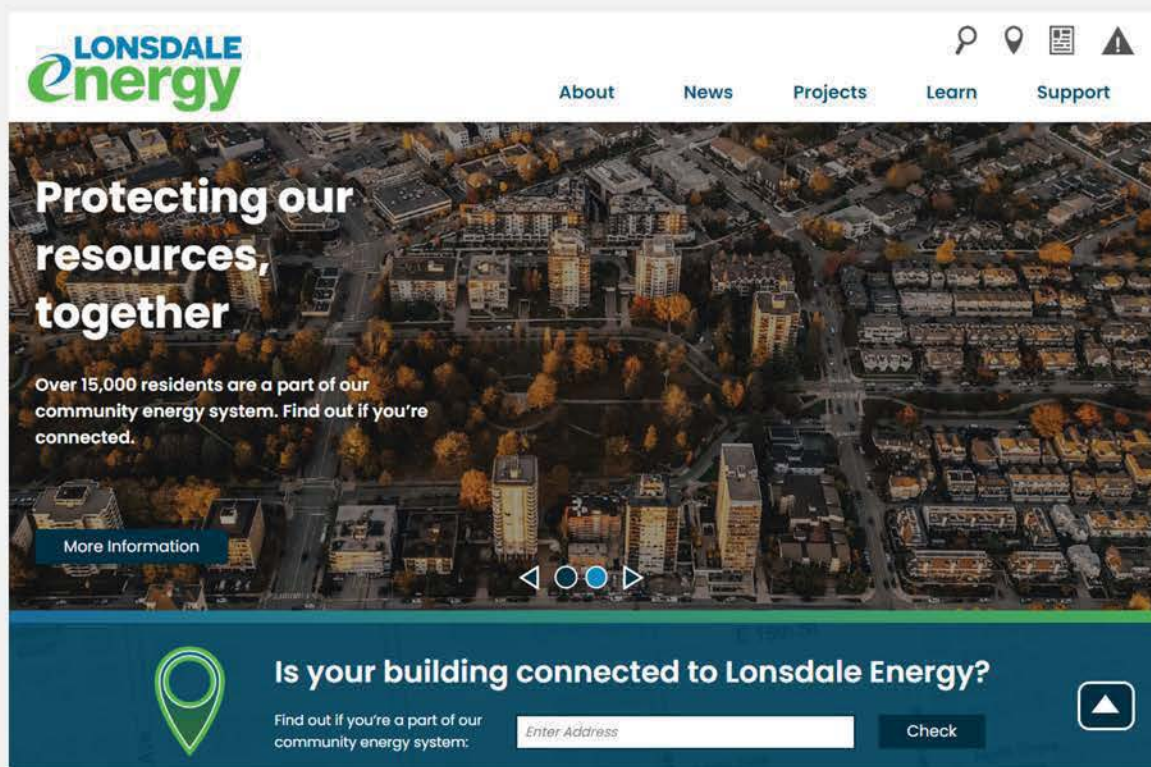 LONSDALE
energy
About News Projects Learn Support
Protecting our
resources,
together
Over 15,000 residents are a part of our
community energy system. Find out if you're
connected.
More Information
Is your building connected to Lonsdale Energy?
Find out if you're a part of our
community energy system:
Enter Address
Check